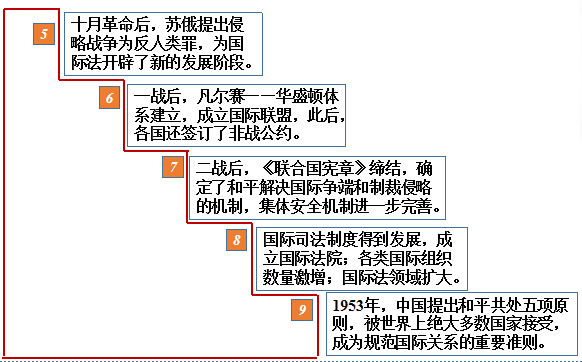 5
十月革命后，苏俄提出侵
略战争为反人类罪，为国
际法开辟了新的发展阶段。
6
一战后，凡尔赛一一华盛顿体
系建立，成立国际联盟，此后，
各国还签订了非战公约。
7
二战后，《联合国宪章》缔结，确
定了和平解决国际争端和制裁侵略
的机制，集体安全机制进一步完善。
8
国际司法制度得到发展，成
立国际法院；各类国际组织
数量激增；国际法领域扩大。
9
1953年，中国提出和平共处五项原
则，被世界上绝大多数国家接受，
成为规范国际关系的重要准则。